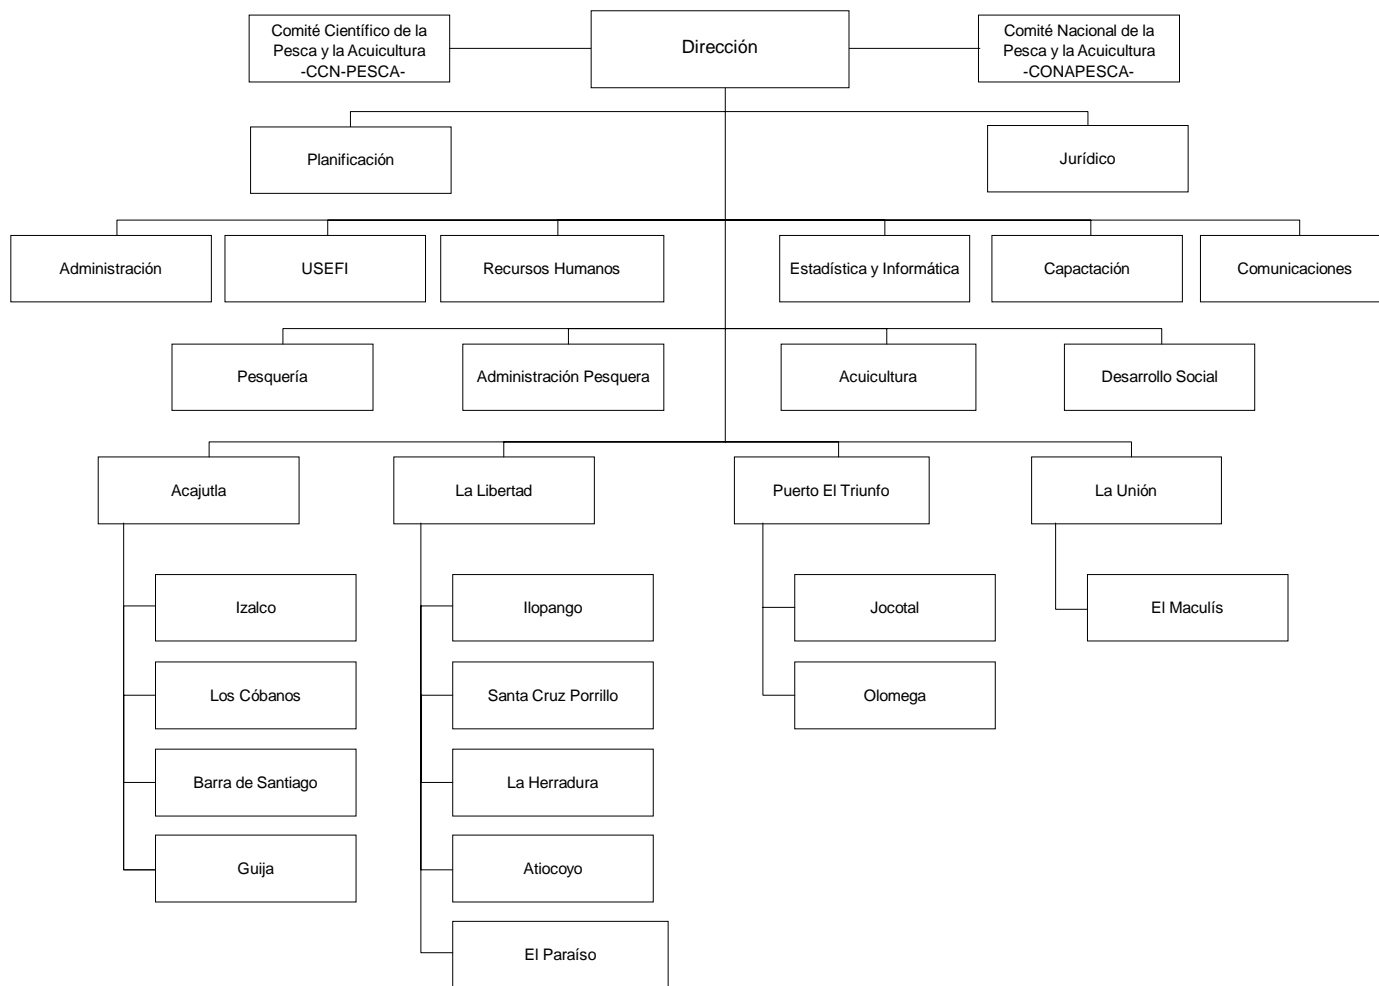 Comité Científico de la
Pesca y la Acuicultura
-CCN-PESCA-
Dirección
Comité Nacional de la
Pesca y la Acuicultura
-CONAPESCA-
Planificación
Jurídico
Administración
USEFI
Recursos Humanos
Estadística y Informática
Capactación
Comunicaciones
Pesquería
Administración Pesquera
Acuicultura
Desarrollo Social
Acajutla
La Libertad
Puerto El Triunfo
La Unión
Izalco
Ilopango
Jocotal
El Maculís
Los Cóbanos
Santa Cruz Porrillo
Olomega
Barra de Santiago
La Herradura
Guija
Atiocoyo
El Paraíso